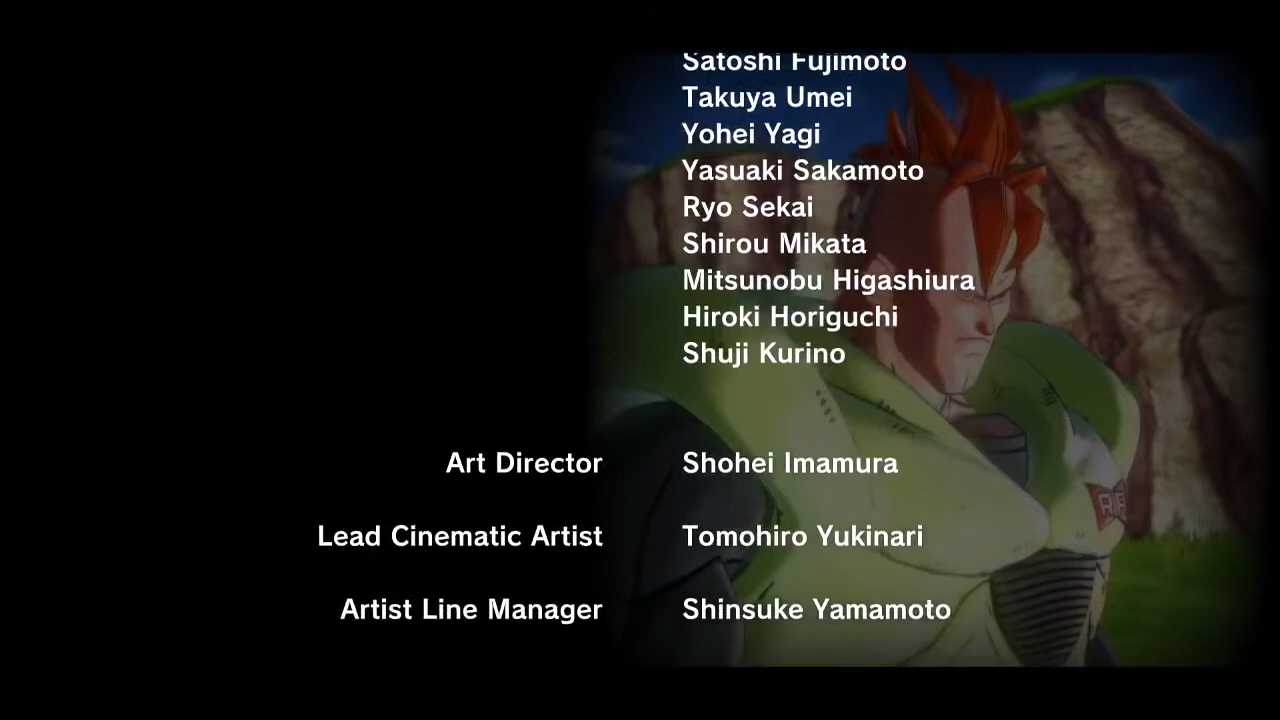 Satoshi Fujimoto
Takuya Umei
Yohei Yagi
Yasuaki Sakamoto
Ryo Sekai
Shirou Mikata
Mitsunobu Higashiura
Hiroki Horiguchi
Shuji Kurino
Art Director Shohei Imamura
Lead Cinematic Artist Tomohiro Yukinari
Artist Line Manager Shinsuke Yamamoto
RR